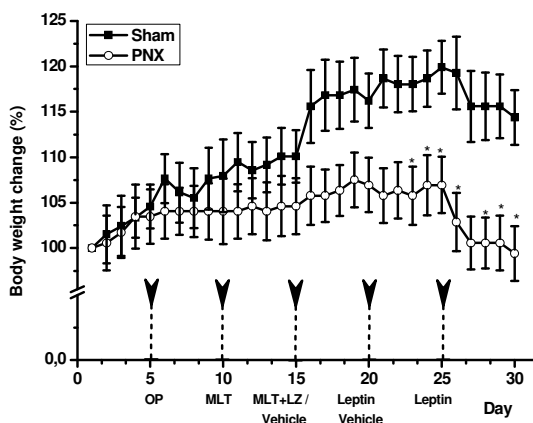 Sham
PNX
Body weight change (%)
125
120
115
110
105
100
0,0
* * * * * * *
0 5 10 15 20 25 30
OP MLT MLT+LZ / Vehicle Leptin Vehicle Leptin Day